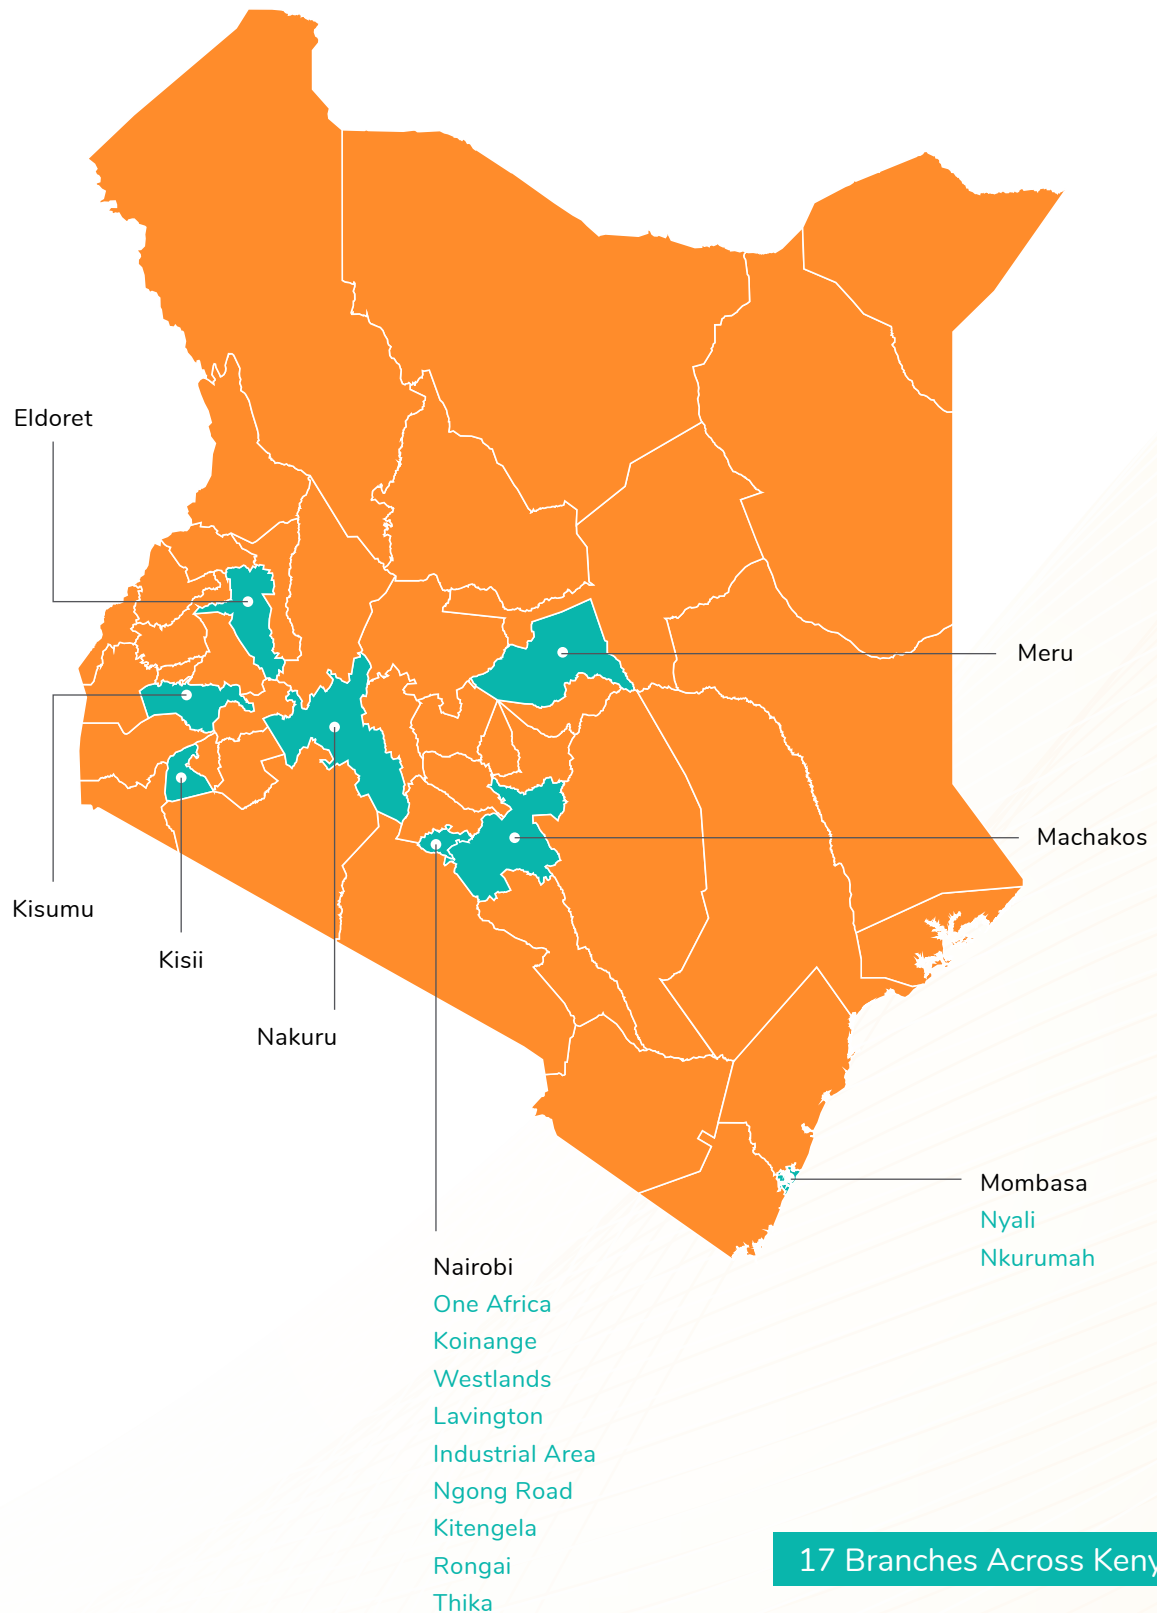 Eldoret
Meru
Machakos
Kisumu
Kisii
Nakuru
Mombasa
Nyali
Nkurumah
Nairobi
One Africa
Koinange
Westlands
Lavington
Industrial Area
Ngong Road
Kitengela
Rongai
Thika
17 Branches Across Keny